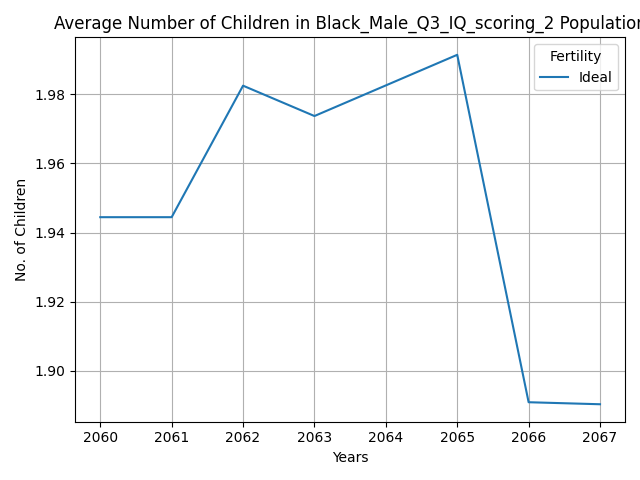 Average Number of Children in Black_Male_Q3_IQ_scoring_2 Population
Fertility
Ideal
No. of Children
1.98
1.96
1.94
1.92
1.90
2060 2061 2062 2063 2064 2065 2066 2067
Years